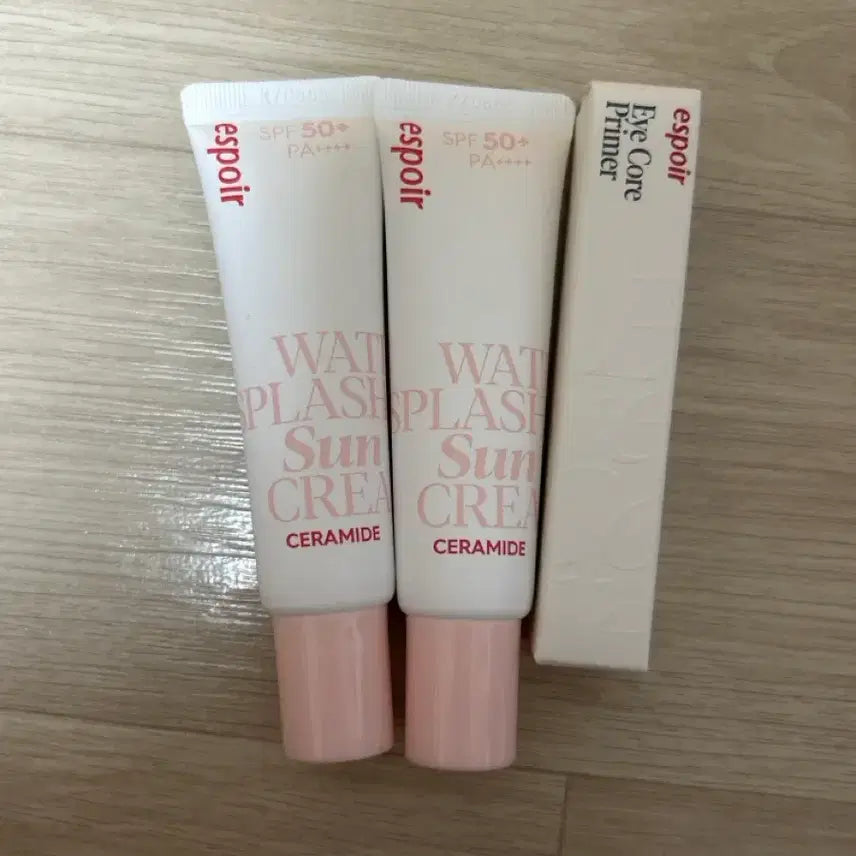 espoir
SPF 50+
PA++++
WAT
SPLASH
Sun
CREA
CERAMIDE
espoir
SPF 50+
PA++++
WAT
SPLASH
Sun
CREA
CERAMIDE
espoir
Eye Core
Primer